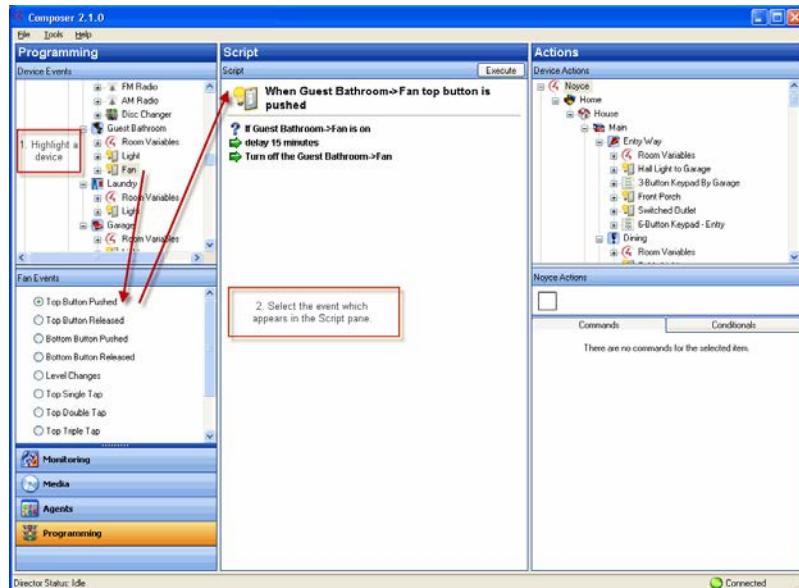 Composer 2.1.0
File Tools Help
Programming
Device Events
FM Radio
AM Radio
Disc Changer
Guest Bathroom
Room Variables
Light
Fan
Laundry
Room Variables
Light
Garage
Room Variables
1. Highlight a
device
Fan Events
Top Button Pushed
Top Button Released
Bottom Button Pushed
Bottom Button Released
Level Changes
Top Single Tap
Top Double Tap
Top Triple Tap
Monitoring
Media
Agents
Programming
Script
Script Execute
When Guest Bathroom->Fan top button is
pushed
If Guest Bathroom->Fan is on
delay 15 minutes
Turn off the Guest Bathroom->Fan
2. Select the event which
appears in the Script pane.
Actions
Device Actions
Noyce
Home
House
Main
Entry Way
Room Variables
Hall Light to Garage
3-Button Keypad By Garage
Front Porch
Switched Outlet
6-Button Keypad - Entry
Dining
Room Variables
Noyce Actions
Commands Conditionals
There are no commands for the selected item.
Director Status: Idle Connected